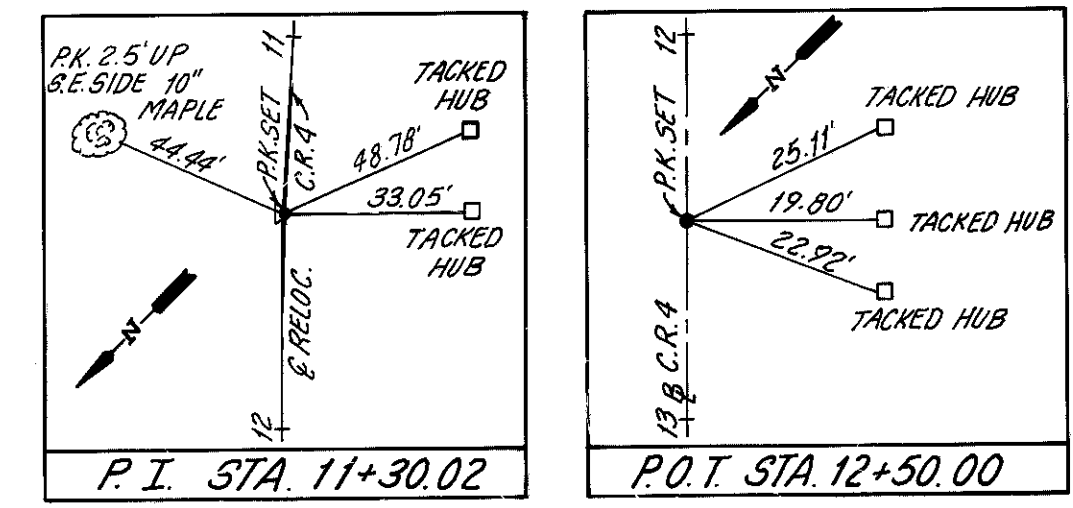 P.K. 2.5' UP
S.E. SIDE 10"
MAPLE
44.44'
P.K. SET
11
C.R. 4
48.78'
TACKED
HUB
33.05'
TACKED
HUB
N
℄ RELOC.
12
P. I. STA. 11+30.02
12
P.K. SET
N
TACKED HUB
25.11'
19.80'
TACKED HUB
22.92'
TACKED HUB
13
B̲L̲ C.R. 4
P.O.T. STA. 12+50.00